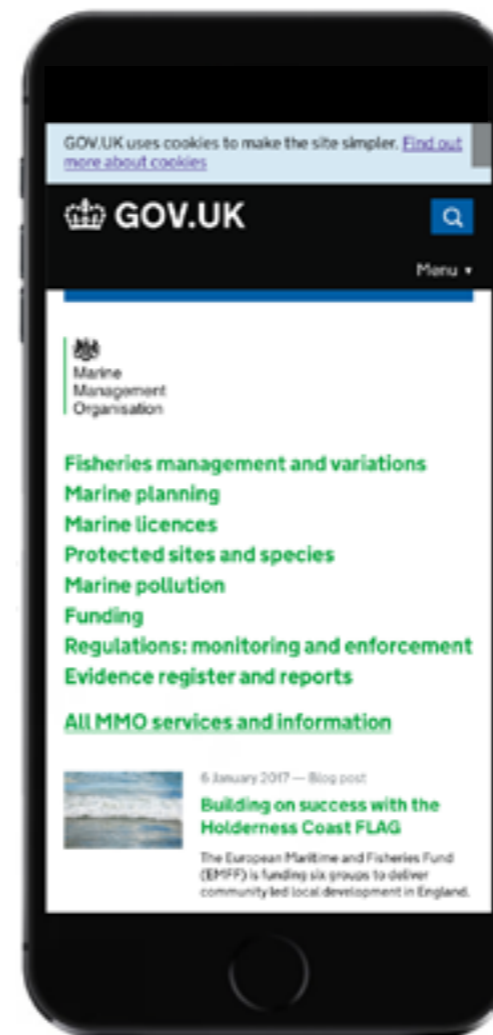 GOV.UK uses cookies to make the site simpler. Find out
more about cookies
GOV.UK
Menu ▾
Marine
Management
Organisation
Fisheries management and variations
Marine planning
Marine licences
Protected sites and species
Marine pollution
Funding
Regulations: monitoring and enforcement
Evidence register and reports
All MMO services and information
6 January 2017 — Blog post
Building on success with the
Holderness Coast FLAG
The European Maritime and Fisheries Fund
(EMFF) is funding six groups to deliver
community led local development in England.